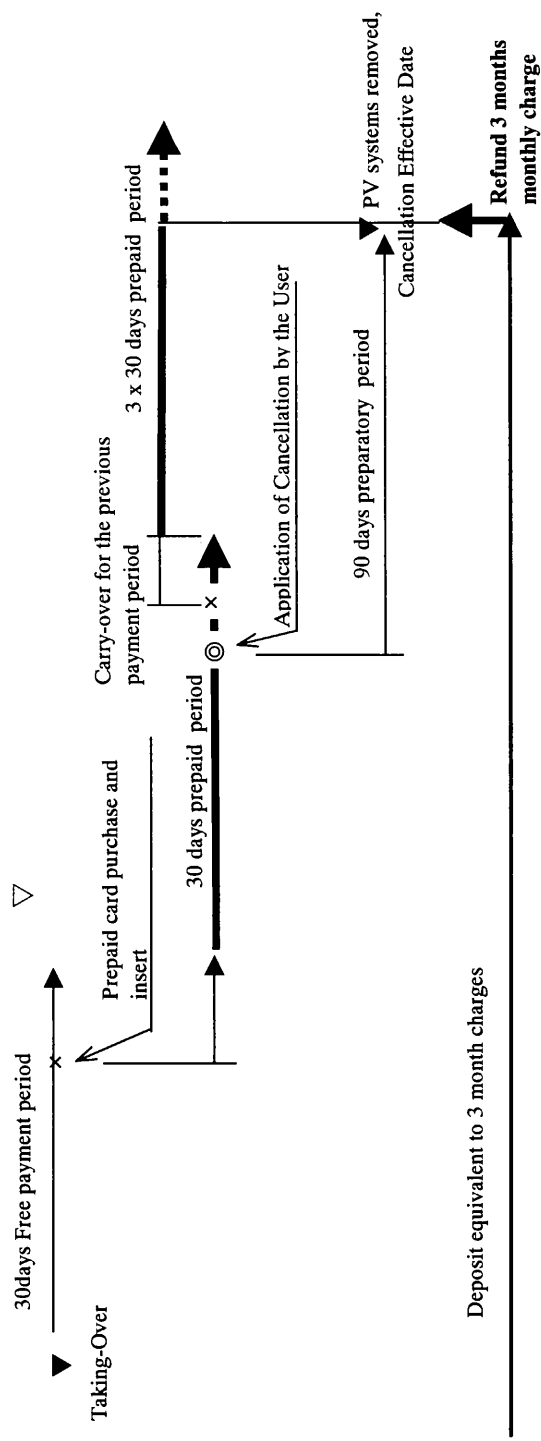 30days Free payment period
Taking-Over
Prepaid card purchase and
insert
Carry-over for the previous
payment period
3 x 30 days prepaid period
30 days prepaid period
Application of Cancellation by the User
90 days preparatory period
PV systems removed,
Cancellation Effective Date
Deposit equivalent to 3 month charges
Refund 3 months
monthly charge